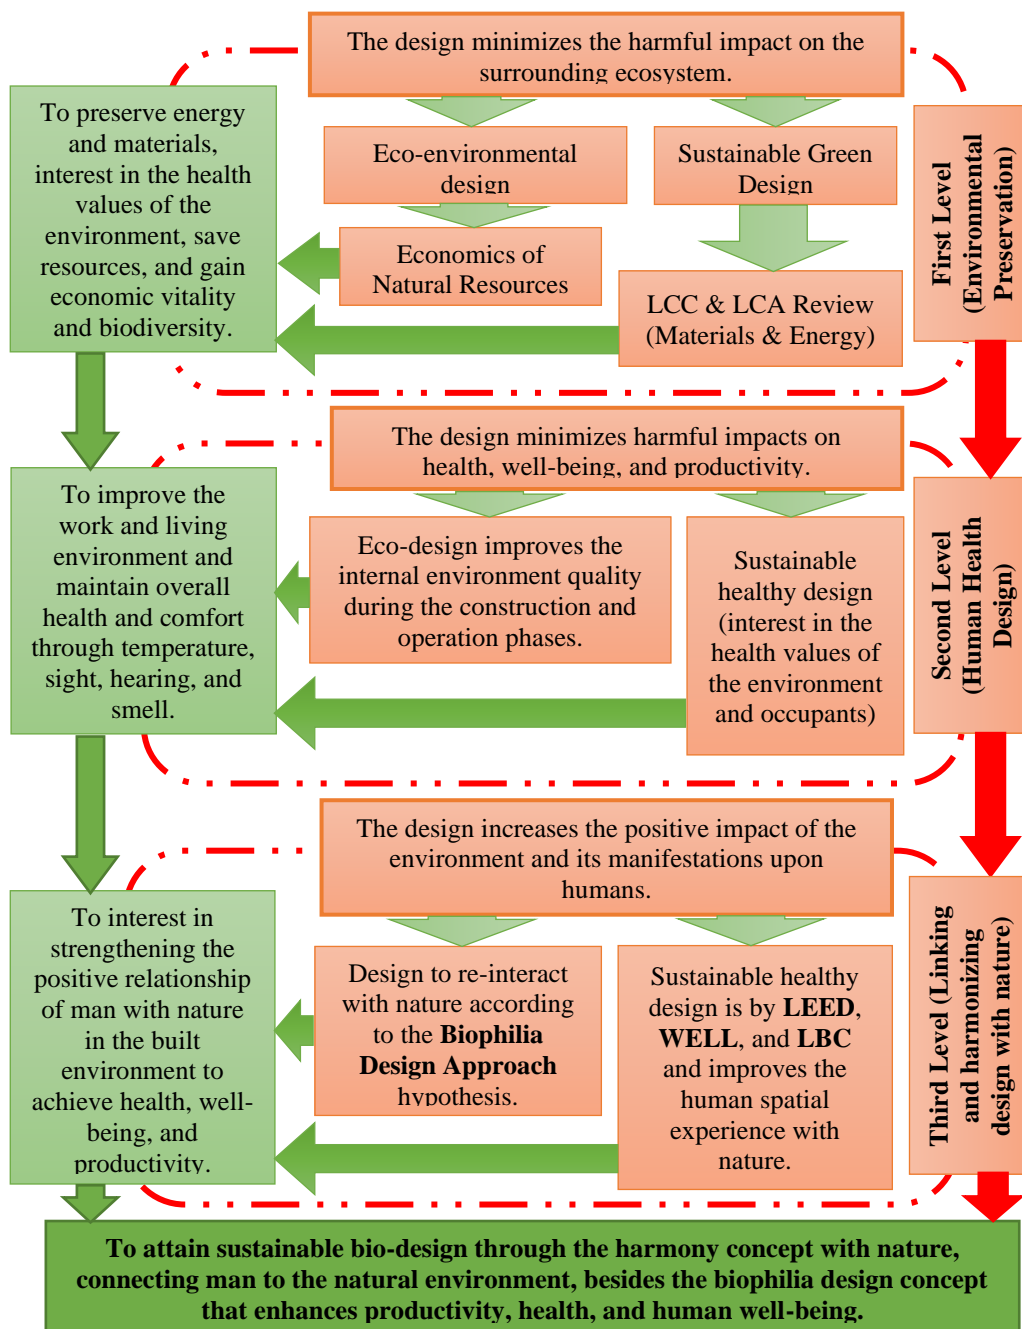 The design minimizes the harmful impact on the
surrounding ecosystem.
To preserve energy
and materials,
interest in the health
values of the
environment, save
resources, and gain
economic vitality
and biodiversity.
Eco-environmental
design
Sustainable Green
Design
Economics of
Natural Resources
LCC & LCA Review
(Materials & Energy)
First Level
(Environmental
Preservation)
The design minimizes harmful impacts on
health, well-being, and productivity.
To improve the
work and living
environment and
maintain overall
health and comfort
through temperature,
sight, hearing, and
smell.
Eco-design improves the
internal environment quality
during the construction and
operation phases.
Sustainable
healthy design
(interest in the
health values of
the environment
and occupants)
Second Level
(Human Health
Design)
The design increases the positive impact of the
environment and its manifestations upon
humans.
To interest in
strengthening the
positive relationship
of man with nature
in the built
environment to
achieve health, well-
being, and
productivity.
Design to re-interact
with nature according
to the Biophilia
Design Approach
hypothesis.
Sustainable healthy
design is by LEED,
WELL, and LBC
and improves the
human spatial
experience with
nature.
Third Level (Linking
and harmonizing
design with nature)
To attain sustainable bio-design through the harmony concept with nature,
connecting man to the natural environment, besides the biophilia design concept
that enhances productivity, health, and human well-being.